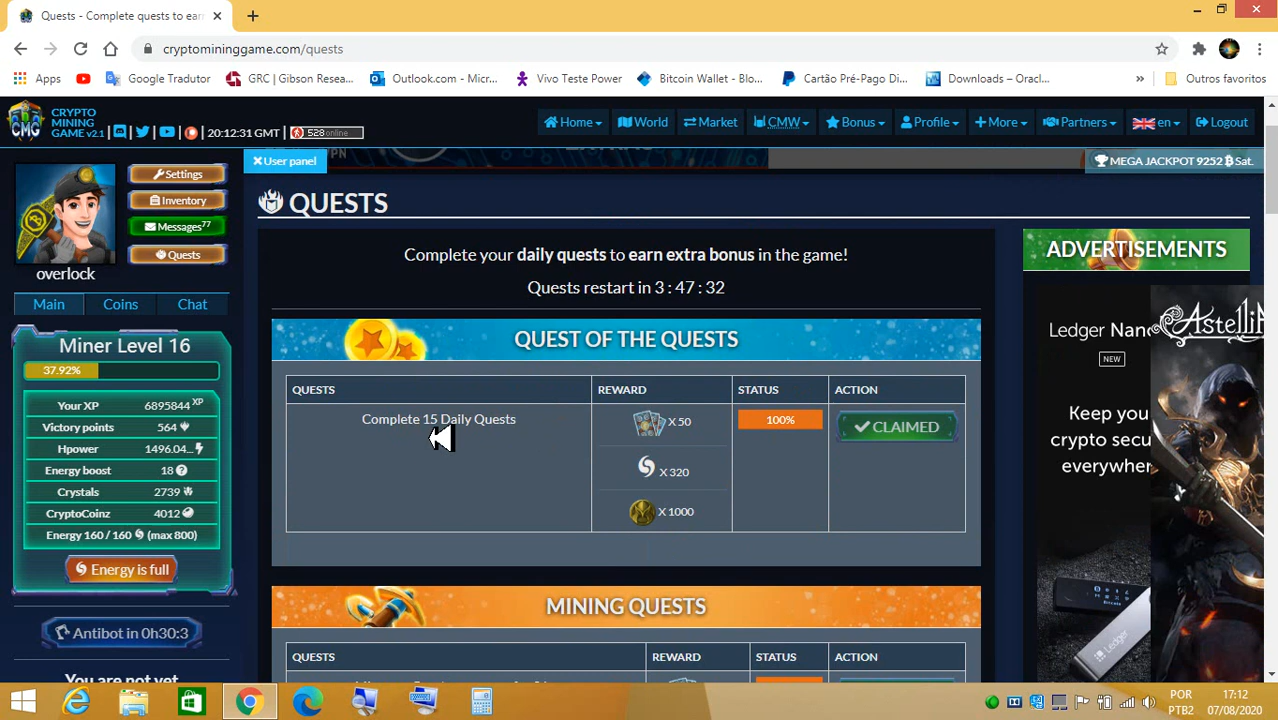 Quests - Complete quests to ear
cryptomininggame.com/quests
Apps
Google Tradutor
GRC | Gibson Resea...
Outlook.com - Micr...
Vivo Teste Power
Bitcoin Wallet - Blo...
Cartão Pré-Pago Di...
Downloads – Oracl...
»
Outros favoritos
CMG
CRYPTO
MINING
GAME v2.1
20:12:31 GMT
528 online
Home
World
Market
CMW
Bonus
Profile
More
Partners
en
Logout
User panel
MEGA JACKPOT 9252 Sat.
Settings
Inventory
Messages 77
Quests
overlock
Main
Coins
Chat
Miner Level 16
37.92%
Your XP 6895844 XP
Victory points 564
Hpower 1496.04...
Energy boost 18
Crystals 2739
CryptoCoinz 4012
Energy 160 / 160 (max 800)
Energy is full
Antibot in 0h30:3
You are not yet
QUESTS
Complete your daily quests to earn extra bonus in the game!
Quests restart in 3 : 47 : 32
QUEST OF THE QUESTS
QUESTS REWARD STATUS ACTION
Complete 15 Daily Quests
X 50
100%
CLAIMED
X 320
X 1000
MINING QUESTS
QUESTS REWARD STATUS ACTION
ADVERTISEMENTS
Ledger Nano
NEW
Keep you
crypto secu
everywher
Ledger
POR
PTB2
17:12
07/08/2020